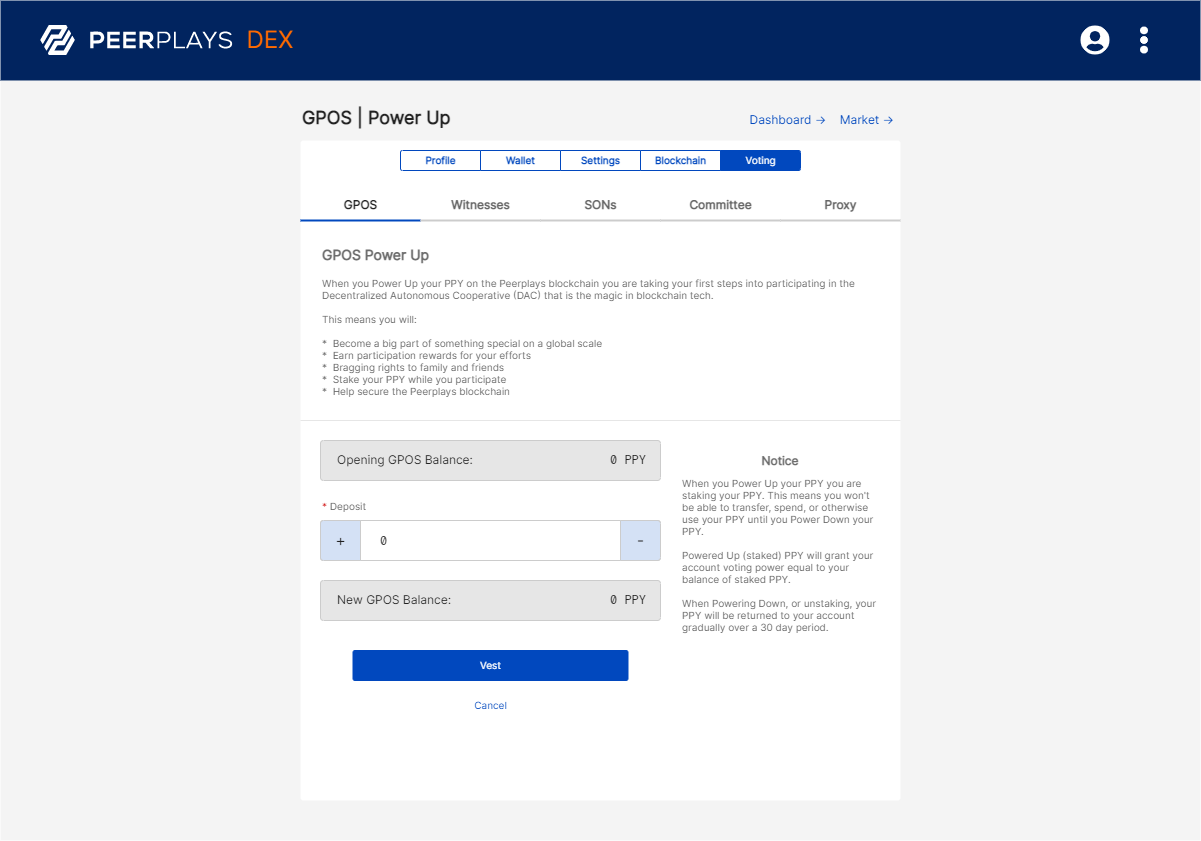 PEERPLAYS DEX
GPOS | Power Up
Dashboard →
Market →
Profile
Wallet
Settings
Blockchain
Voting
GPOS
Witnesses
SONs
Committee
Proxy
GPOS Power Up
When you Power Up your PPY on the Peerplays blockchain you are taking your first steps into participating in the
Decentralized Autonomous Cooperative (DAC) that is the magic in blockchain tech.
This means you will:
* Become a big part of something special on a global scale
* Earn participation rewards for your efforts
* Bragging rights to family and friends
* Stake your PPY while you participate
* Help secure the Peerplays blockchain
Opening GPOS Balance: 0 PPY
* Deposit
+ 0 -
New GPOS Balance: 0 PPY
Vest
Cancel
Notice
When you Power Up your PPY you are
staking your PPY. This means you won't
be able to transfer, spend, or otherwise
use your PPY until you Power Down your
PPY.
Powered Up (staked) PPY will grant your
account voting power equal to your
balance of staked PPY.
When Powering Down, or unstaking, your
PPY will be returned to your account
gradually over a 30 day period.